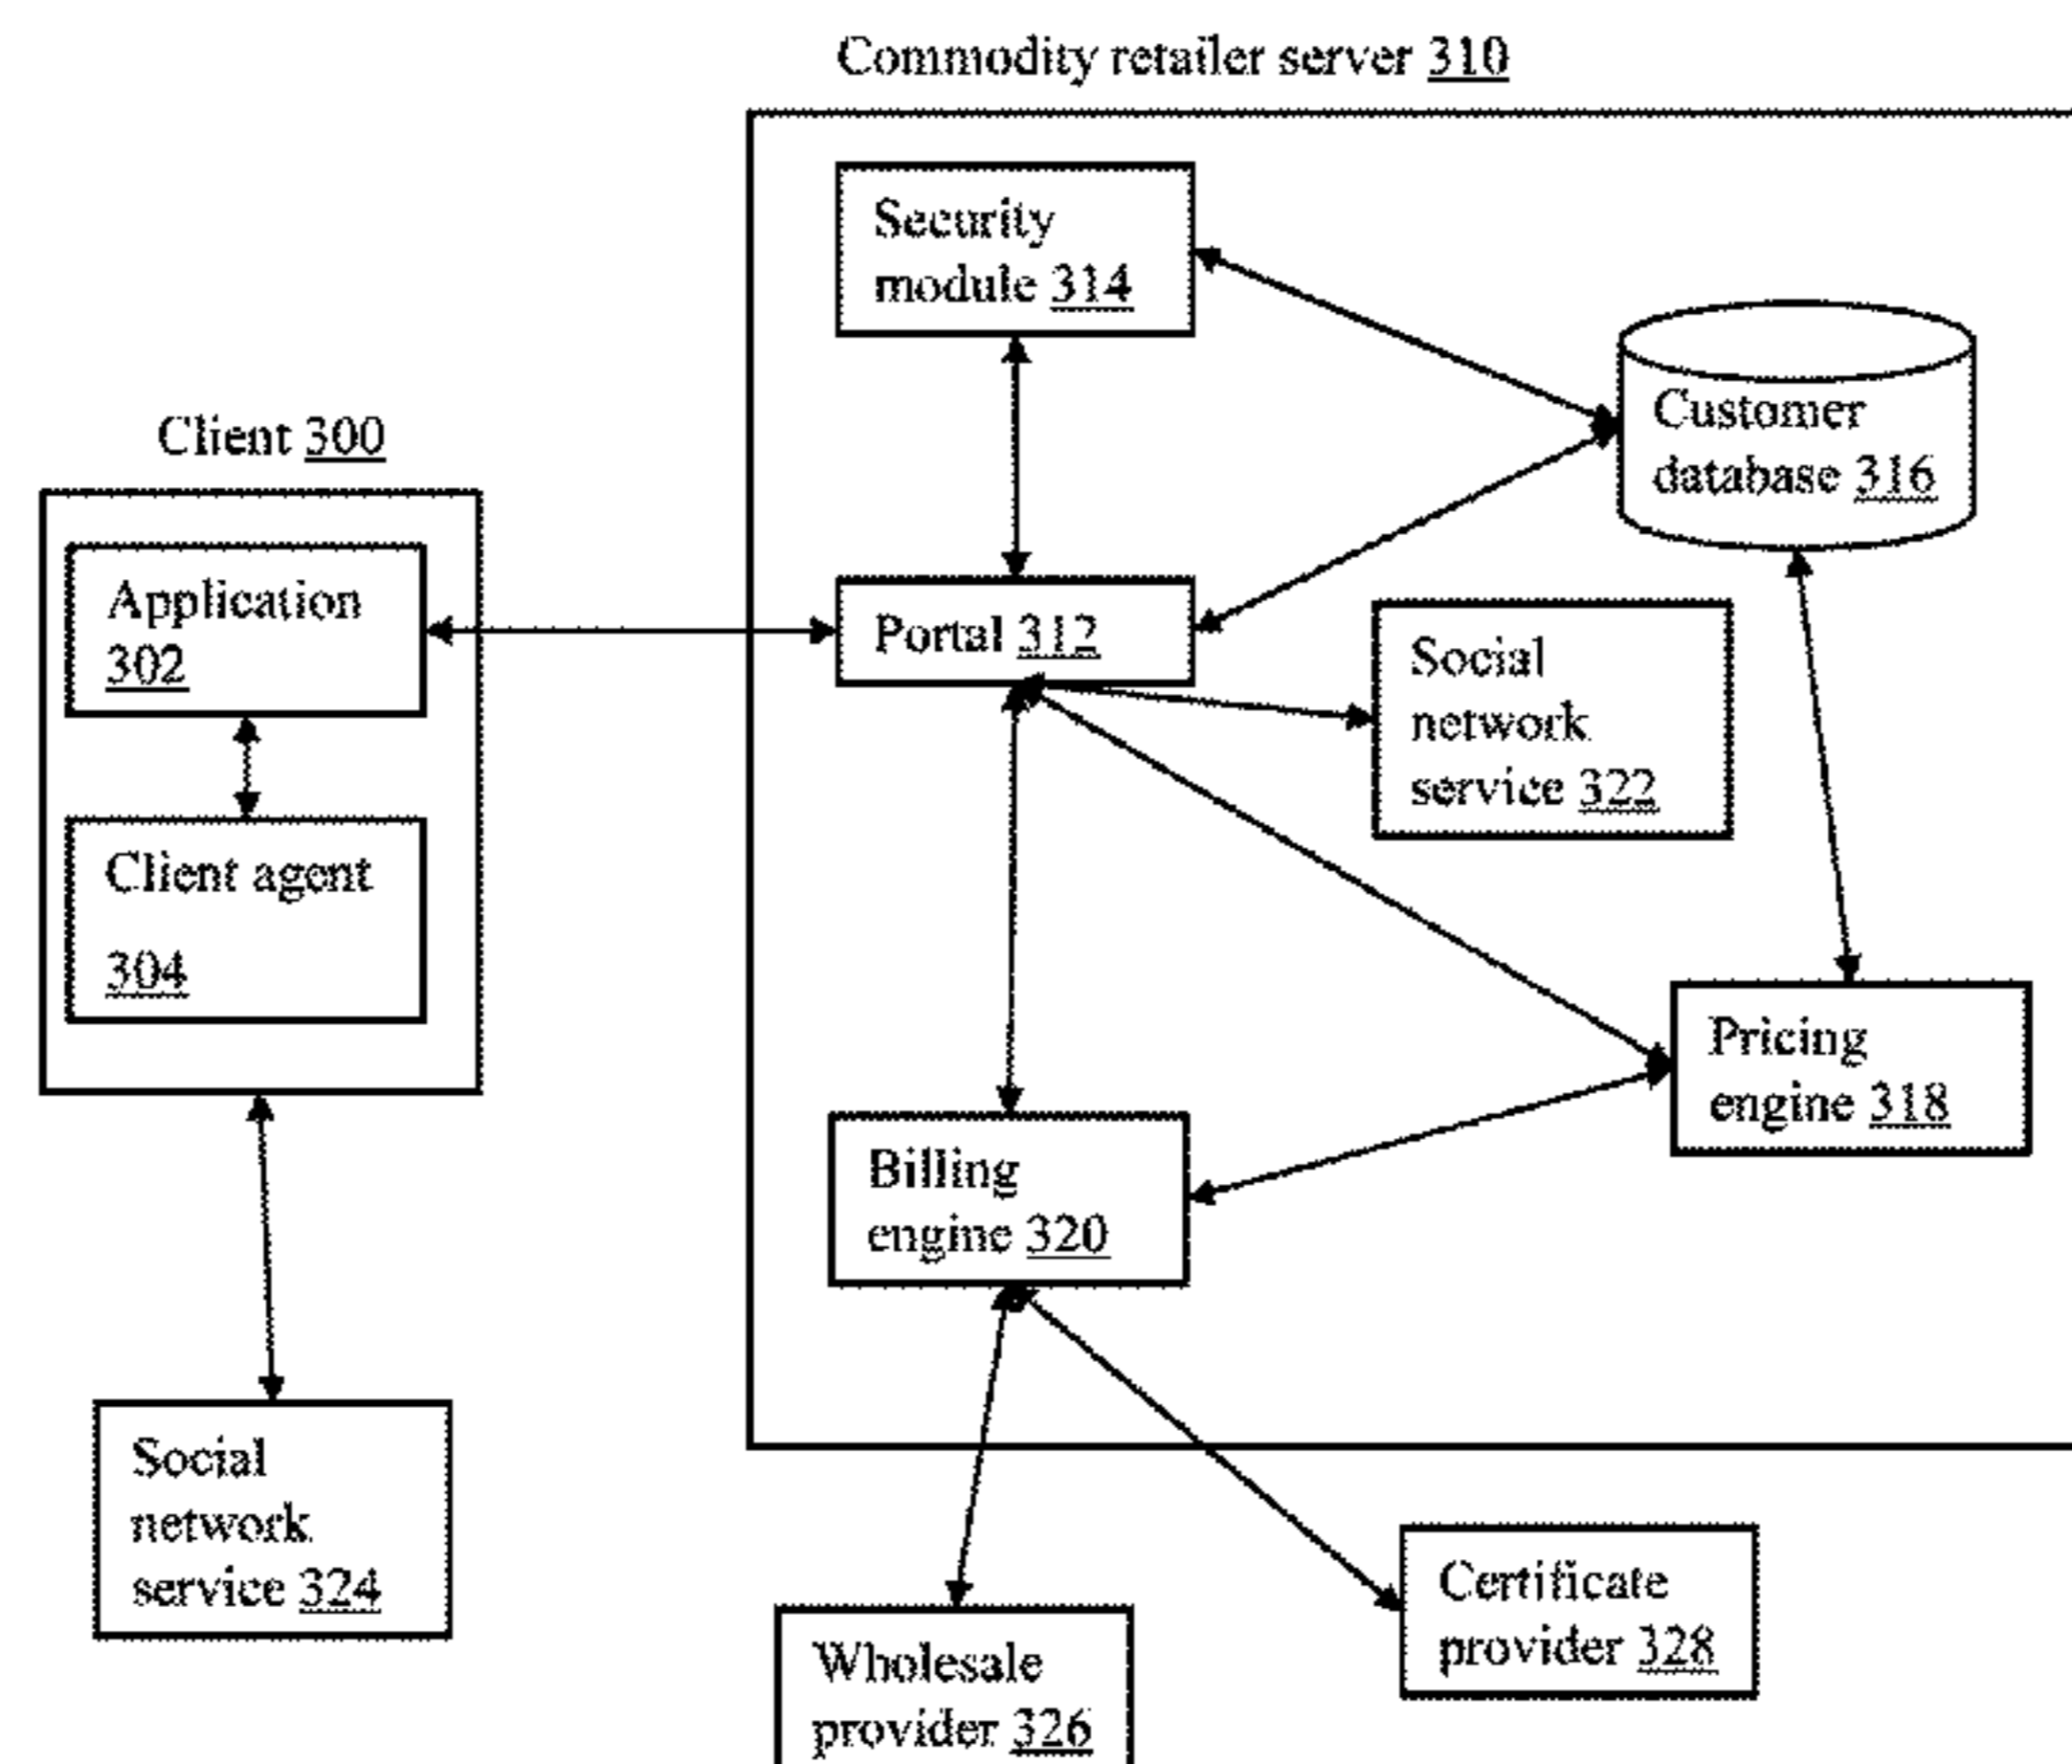 Commodity retailer server 310
Security
module 314
Customer
database 316
Client 300
Application
302
Portal 312
Social
network
service 322
Client agent
304
Pricing
engine 318
Billing
engine 320
Social
network
service 324
Certificate
provider 328
Wholesale
provider 326